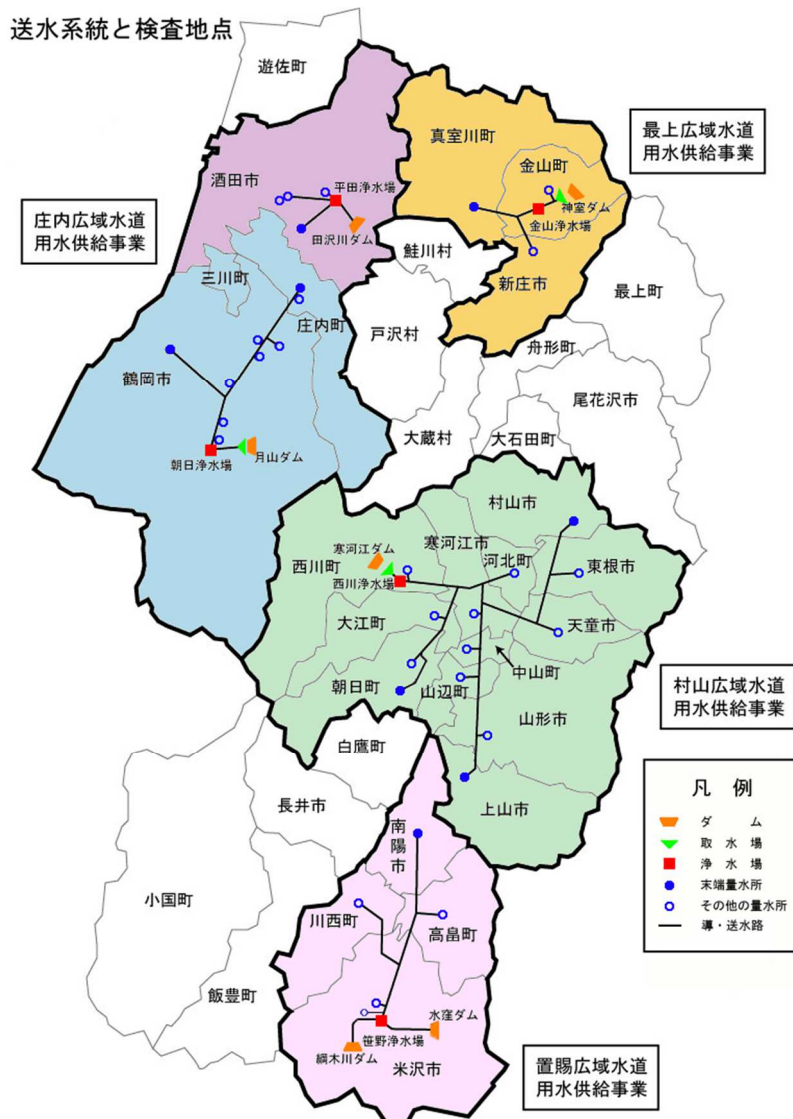 送水系統と検査地点
遊佐町
真室川町
最上広域水道
用水供給事業
金山町
酒田市
平田浄水場
神室ダム
金山浄水場
庄内広域水道
用水供給事業
田沢川ダム
鮭川村
三川町
新庄市
最上町
庄内町
戸沢村
舟形町
鶴岡市
尾花沢市
大蔵村
大石田町
朝日浄水場
月山ダム
村山市
寒河江ダム
寒河江市
河北町
東根市
西川町
西川浄水場
大江町
天童市
中山町
朝日町
山辺町
村山広域水道
用水供給事業
山形市
白鷹町
長井市
上山市
凡 例
ダ ム
取 水 場
浄 水 場
末端量水所
その他の量水所
導・送水路
南陽市
小国町
川西町
高畠町
飯豊町
水窪ダム
笹野浄水場
綱木川ダム
米沢市
置賜広域水道
用水供給事業